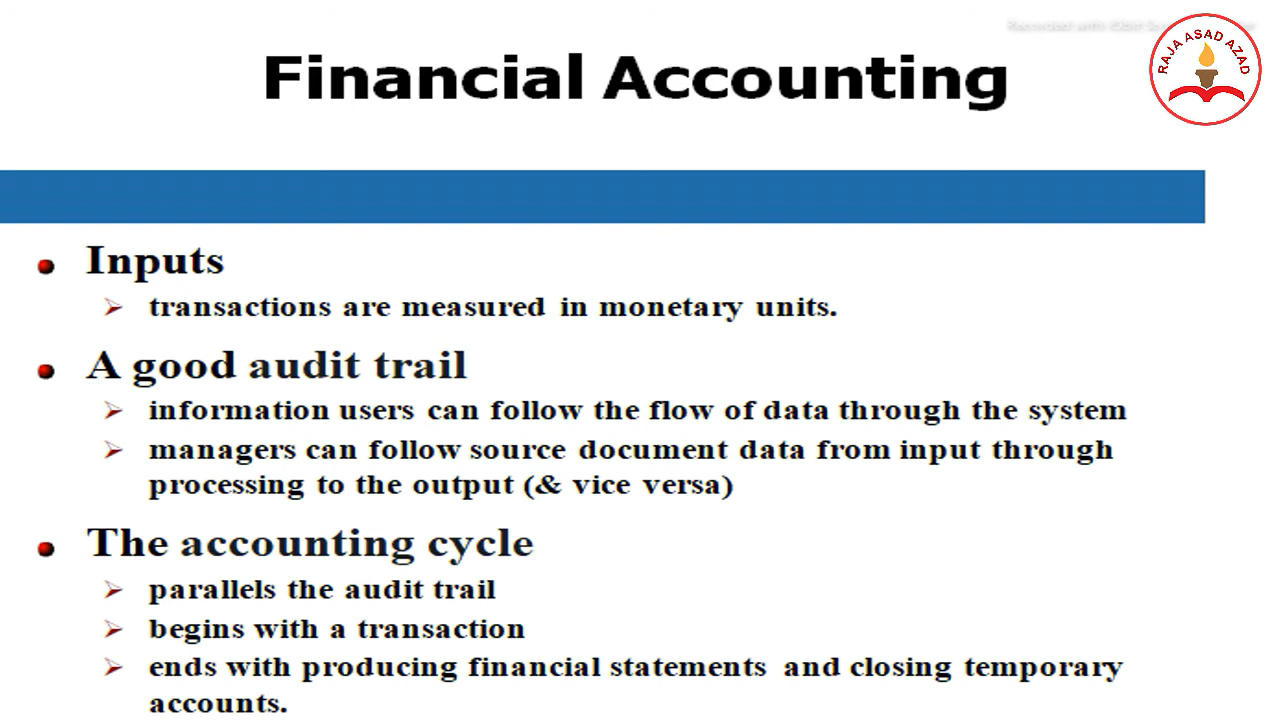 Recorded with
RAJA ASAD AZAD
Financial Accounting
Inputs
transactions are measured in monetary units.
A good audit trail
information users can follow the flow of data through the system
managers can follow source document data from input through
processing to the output (& vice versa)
The accounting cycle
parallels the audit trail
begins with a transaction
ends with producing financial statements and closing temporary
accounts.